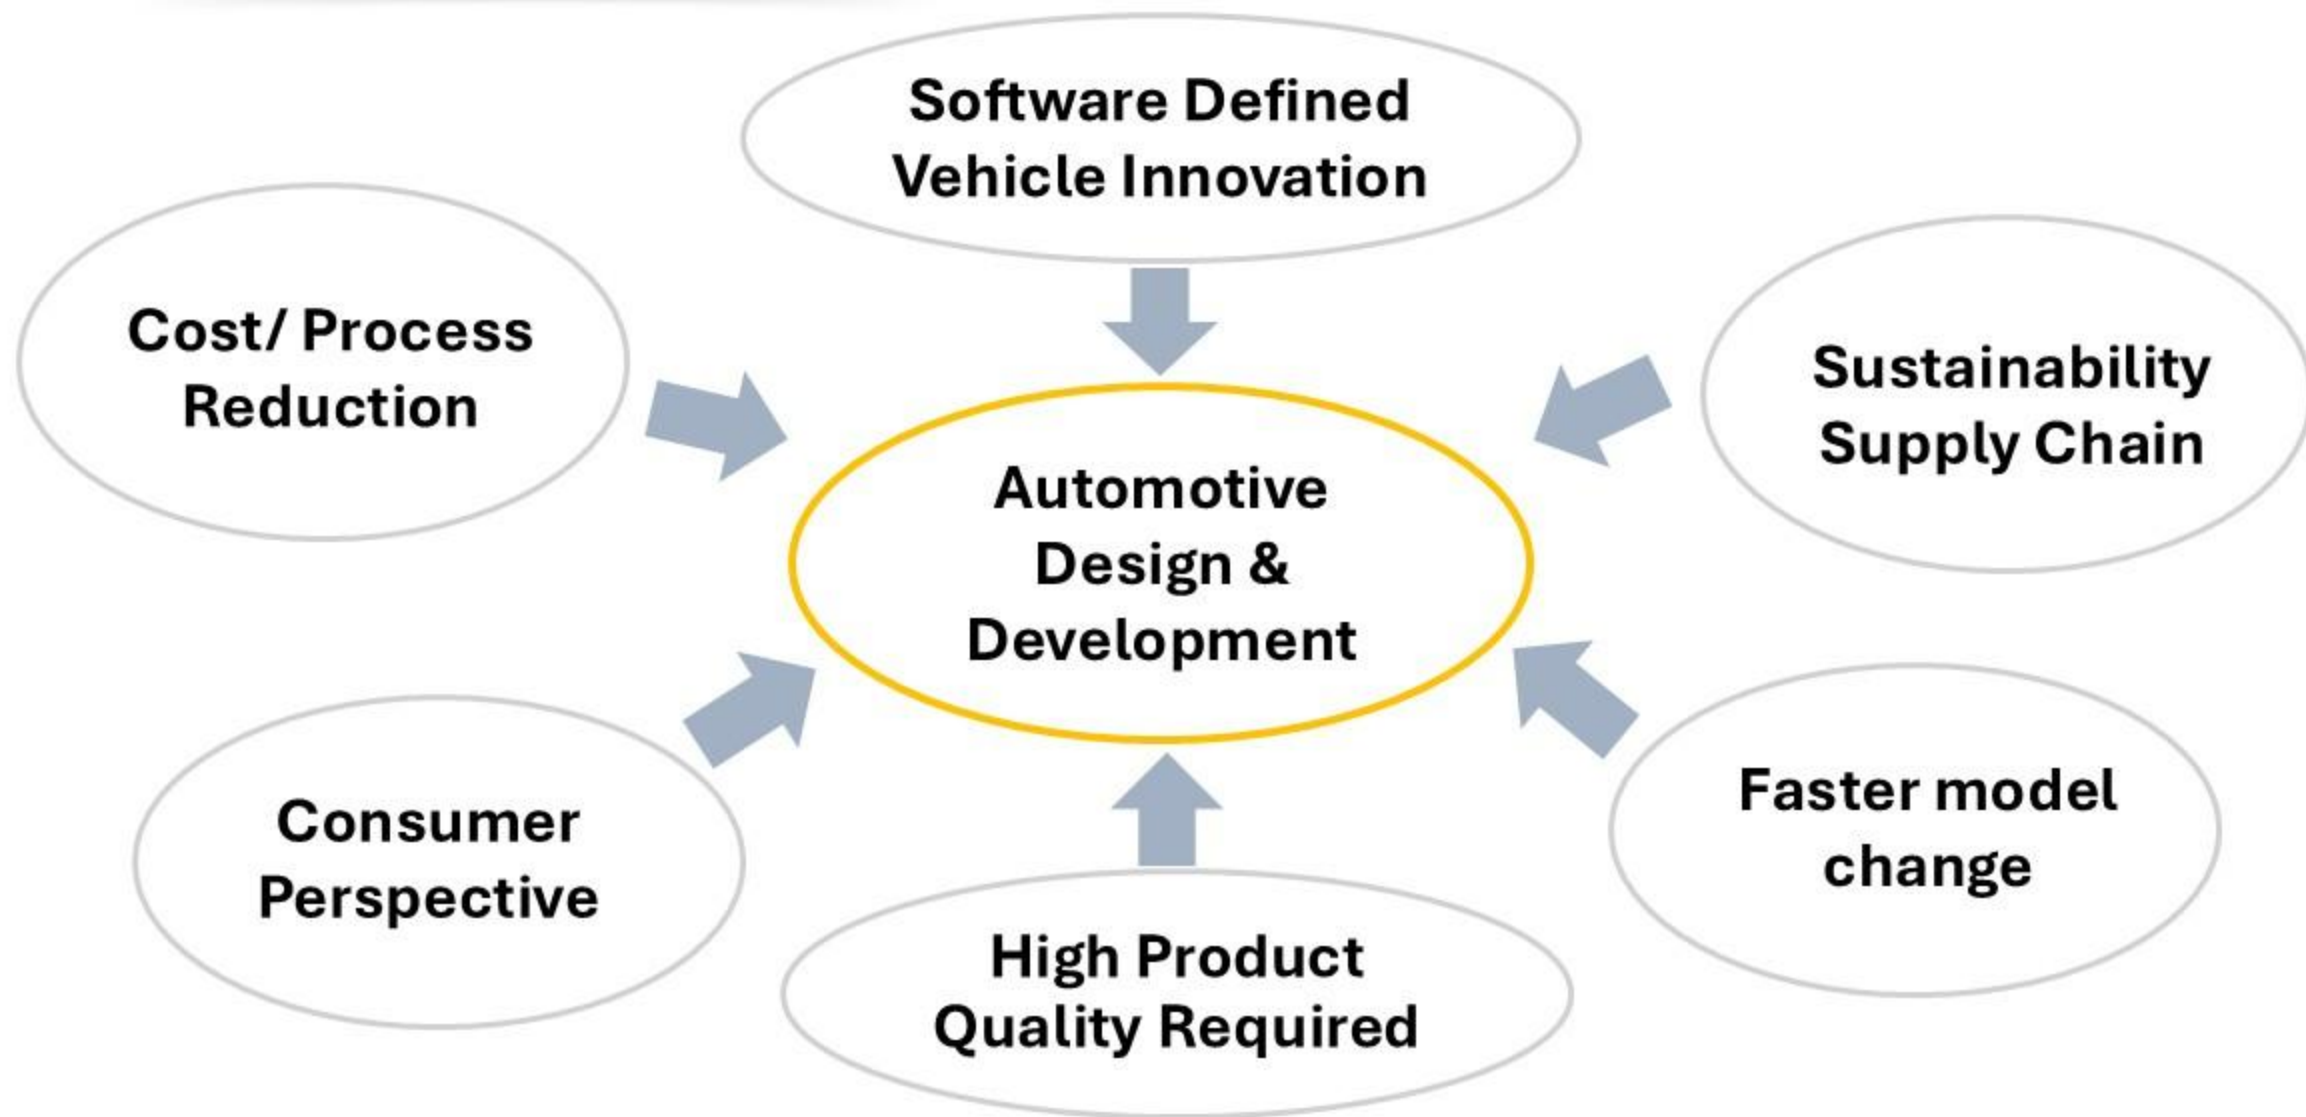 Software Defined
Vehicle Innovation
Cost/ Process
Reduction
Sustainability
Supply Chain
Automotive
Design &
Development
Consumer
Perspective
Faster model
change
High Product
Quality Required